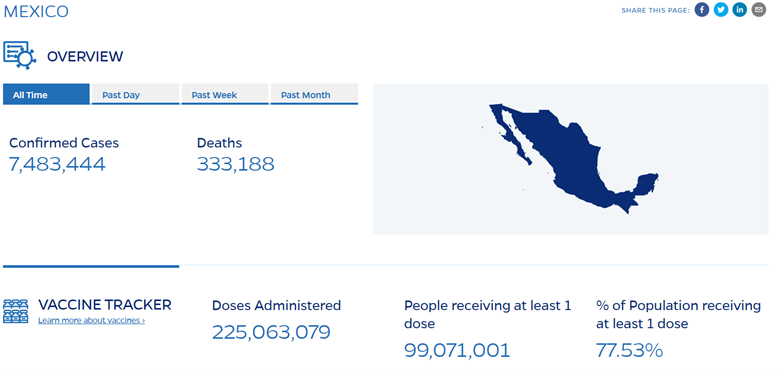 MEXICO
SHARE THIS PAGE:
OVERVIEW
All Time
Past Day
Past Week
Past Month
Confirmed Cases
7,483,444
Deaths
333,188
VACCINE TRACKER
Learn more about vaccines ›
Doses Administered
225,063,079
People receiving at least 1
dose
99,071,001
% of Population receiving
at least 1 dose
77.53%